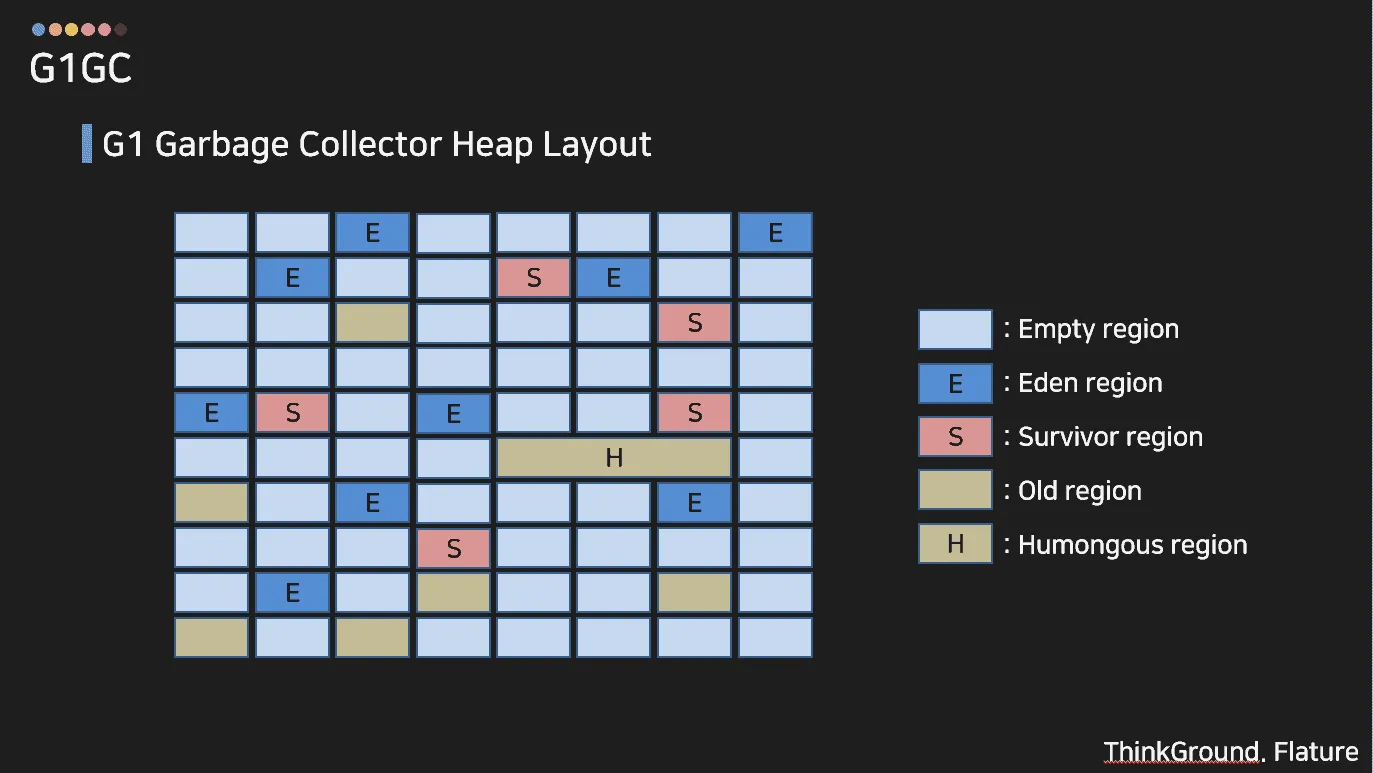 G1GC
G1 Garbage Collector Heap Layout
E E
E S E
S
E S E S
H
E E
S
E
: Empty region
E : Eden region
S : Survivor region
: Old region
H : Humongous region
ThinkGround. Flature